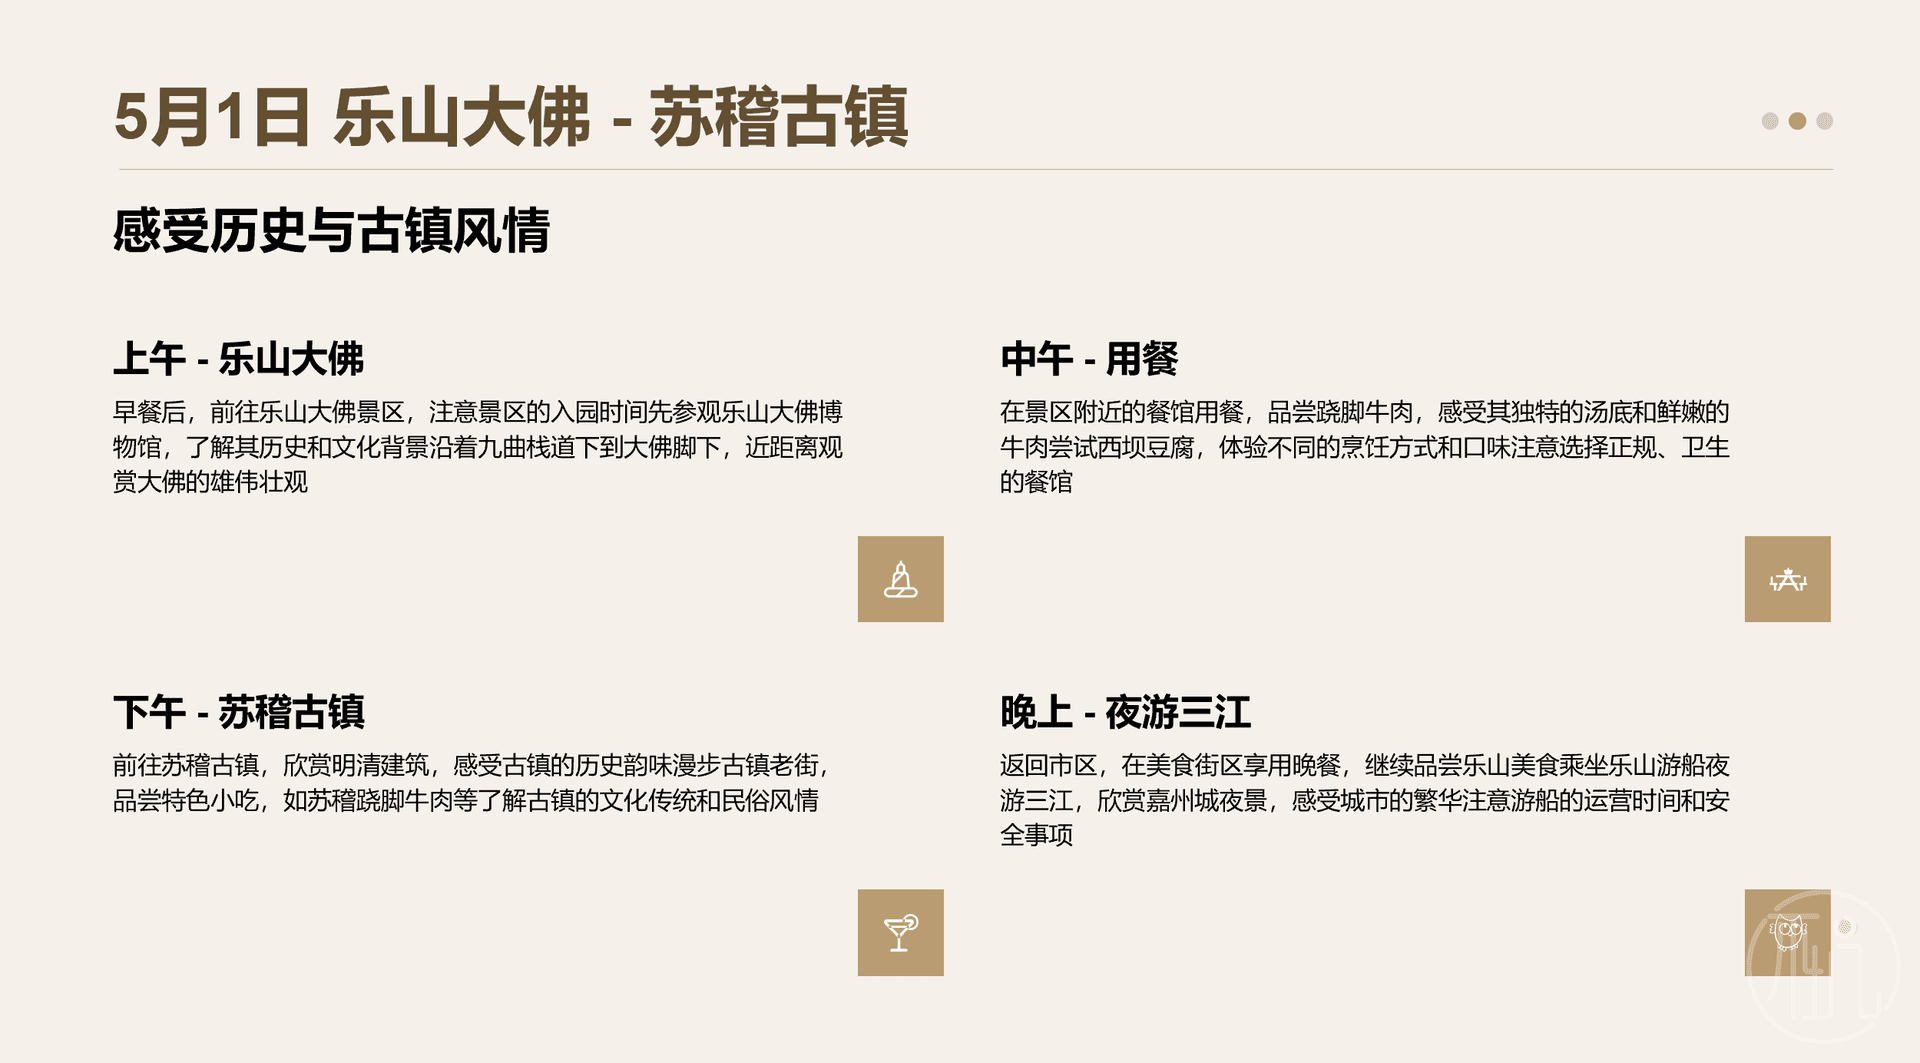 5月1日 乐山大佛 - 苏稽古镇
感受历史与古镇风情
上午 - 乐山大佛
早餐后，前往乐山大佛景区，注意景区的入园时间先参观乐山大佛博
物馆，了解其历史和文化背景沿着九曲栈道下到大佛脚下，近距离观
赏大佛的雄伟壮观
中午 - 用餐
在景区附近的餐馆用餐，品尝跷脚牛肉，感受其独特的汤底和鲜嫩的
牛肉尝试西坝豆腐，体验不同的烹饪方式和口味注意选择正规、卫生
的餐馆
下午 - 苏稽古镇
前往苏稽古镇，欣赏明清建筑，感受古镇的历史韵味漫步古镇老街，
品尝特色小吃，如苏稽跷脚牛肉等了解古镇的文化传统和民俗风情
晚上 - 夜游三江
返回市区，在美食街区享用晚餐，继续品尝乐山美食乘坐乐山游船夜
游三江，欣赏嘉州城夜景，感受城市的繁华注意游船的运营时间和安
全事项